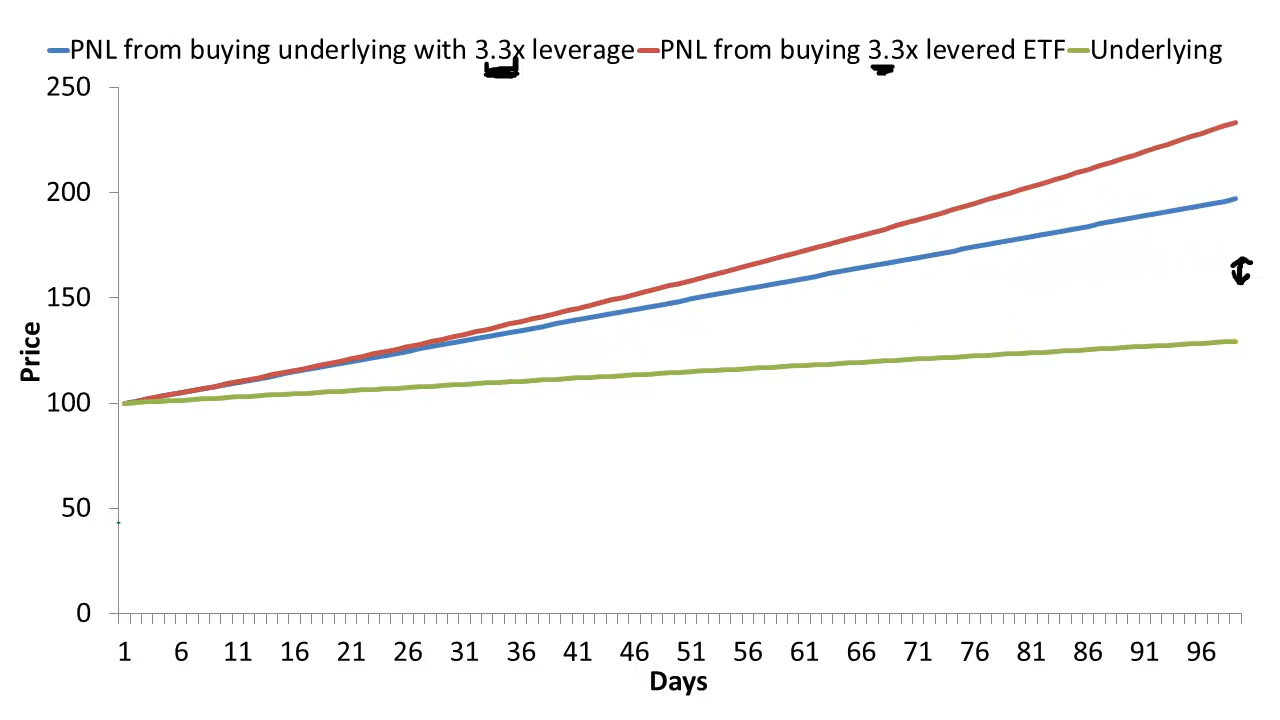 PNL from buying underlying with 3.3x leverage PNL from buying 3.3x levered ETF Underlying
250
200
150
100
50
0
Price
1 6 11 16 21 26 31 36 41 46 51 56 61 66 71 76 81 86 91 96
Days